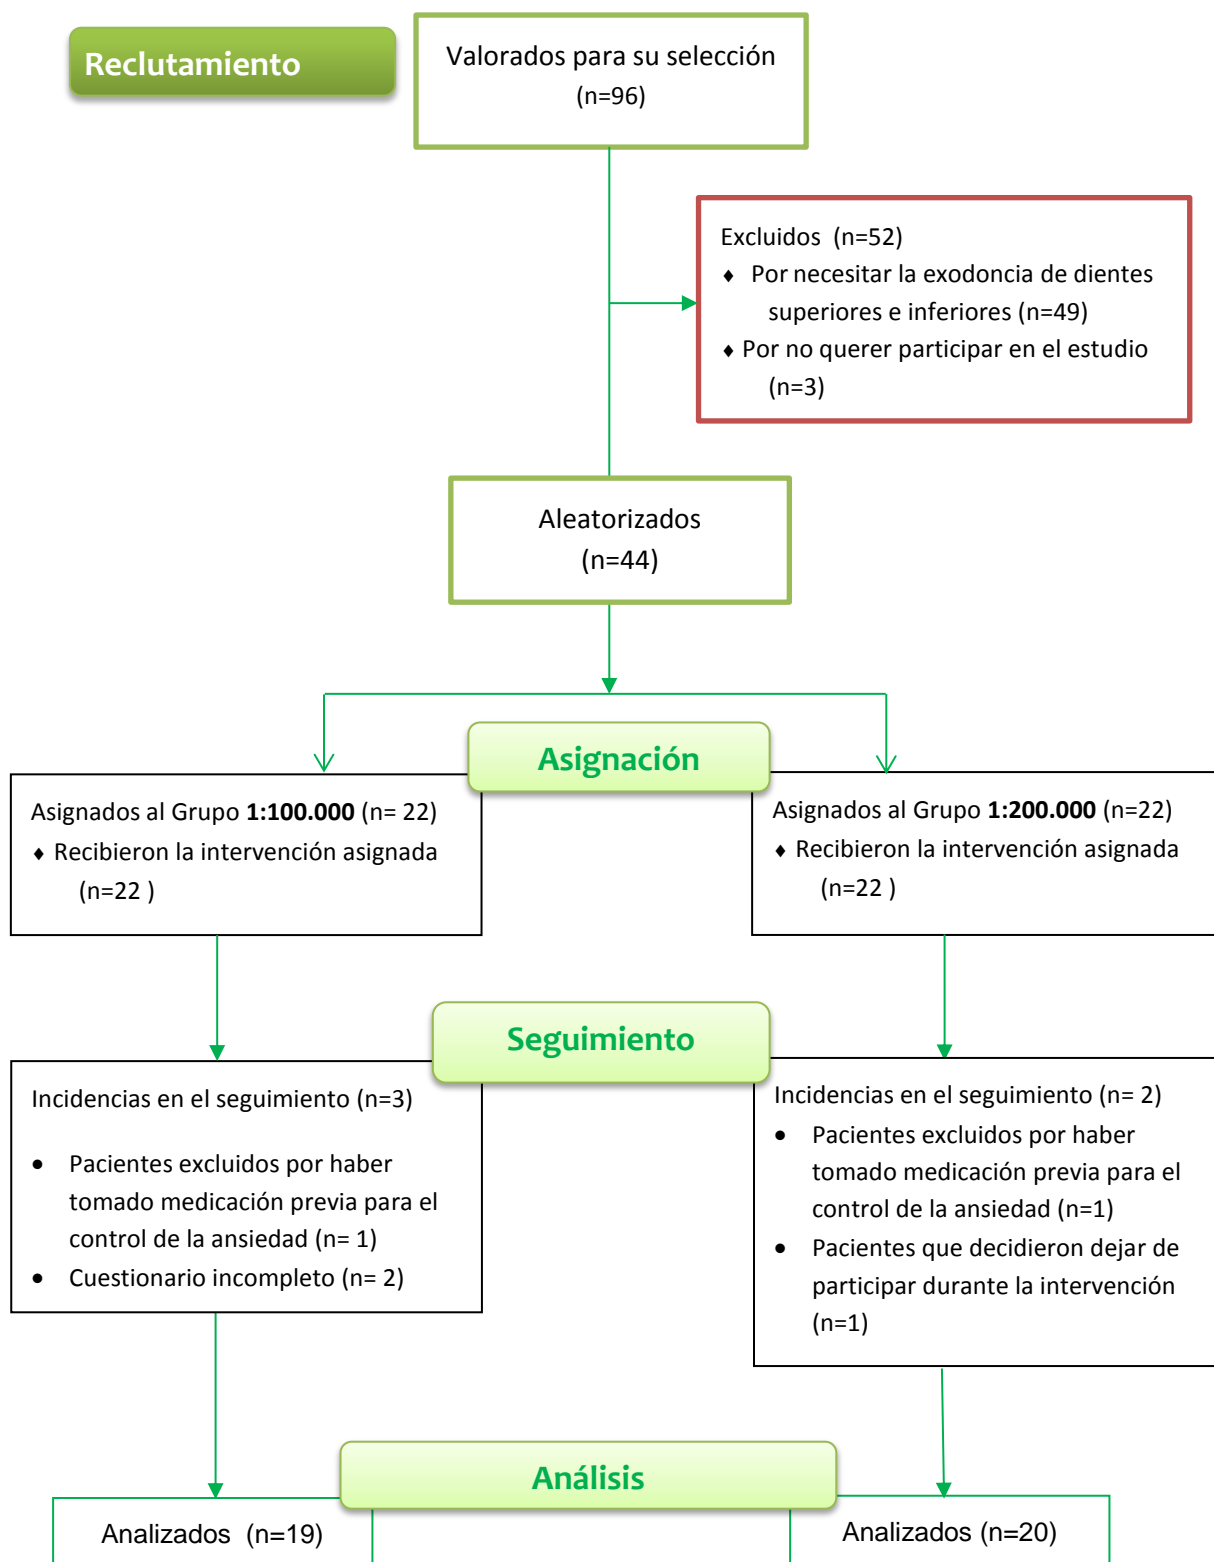 Reclutamiento
Valorados para su selección
(n=96)
Excluidos (n=52)
♦ Por necesitar la exodoncia de dientes
superiores e inferiores (n=49)
♦ Por no querer participar en el estudio
(n=3)
Aleatorizados
(n=44)
Asignación
Asignados al Grupo 1:100.000 (n= 22)
♦ Recibieron la intervención asignada
(n=22 )
Asignados al Grupo 1:200.000 (n=22)
♦ Recibieron la intervención asignada
(n=22 )
Seguimiento
Incidencias en el seguimiento (n=3)
• Pacientes excluidos por haber
tomado medicación previa para el
control de la ansiedad (n= 1)
• Cuestionario incompleto (n= 2)
Incidencias en el seguimiento (n= 2)
• Pacientes excluidos por haber
tomado medicación previa para el
control de la ansiedad (n=1)
• Pacientes que decidieron dejar de
participar durante la intervención
(n=1)
Análisis
Analizados (n=19)
Analizados (n=20)